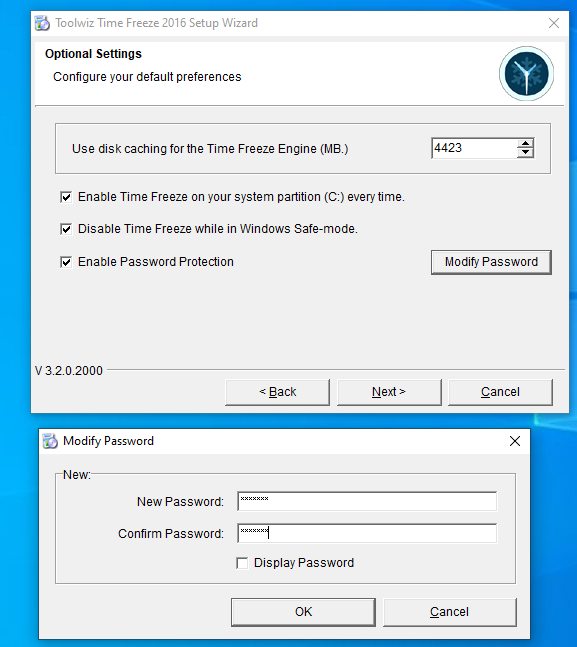 Toolwiz Time Freeze 2016 Setup Wizard
Optional Settings
Configure your default preferences
Use disk caching for the Time Freeze Engine (MB.)
4423
Enable Time Freeze on your system partition (C:) every time.
Disable Time Freeze while in Windows Safe-mode.
Enable Password Protection
Modify Password
V 3.2.0.2000
< Back
Next >
Cancel
Modify Password
New:
New Password:
*******
Confirm Password:
*******
Display Password
OK
Cancel